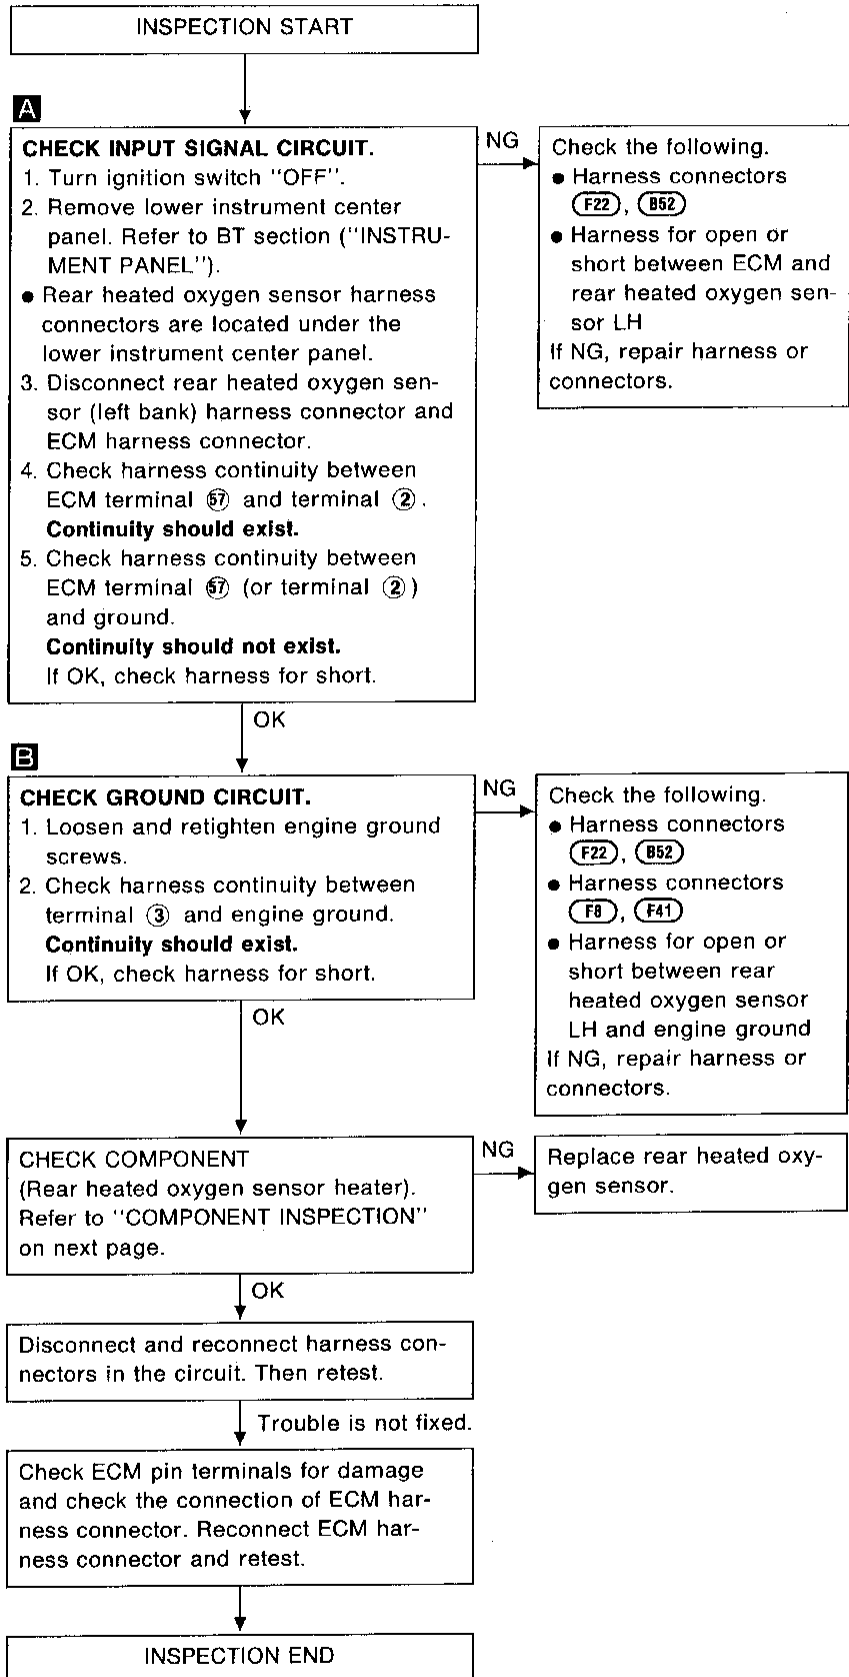 INSPECTION START
A
CHECK INPUT SIGNAL CIRCUIT.
1. Turn ignition switch "OFF".
2. Remove lower instrument center
panel. Refer to BT section ("INSTRU-
MENT PANEL").
● Rear heated oxygen sensor harness
connectors are located under the
lower instrument center panel.
3. Disconnect rear heated oxygen sen-
sor (left bank) harness connector and
ECM harness connector.
4. Check harness continuity between
ECM terminal 57 and terminal 2.
Continuity should exist.
5. Check harness continuity between
ECM terminal 57 (or terminal 2)
and ground.
Continuity should not exist.
If OK, check harness for short.
NG
Check the following.
● Harness connectors
F22, B52
● Harness for open or
short between ECM and
rear heated oxygen sen-
sor LH
If NG, repair harness or
connectors.
OK
B
CHECK GROUND CIRCUIT.
1. Loosen and retighten engine ground
screws.
2. Check harness continuity between
terminal 3 and engine ground.
Continuity should exist.
If OK, check harness for short.
NG
Check the following.
● Harness connectors
F22, B52
● Harness connectors
F8, F41
● Harness for open or
short between rear
heated oxygen sensor
LH and engine ground
If NG, repair harness or
connectors.
OK
CHECK COMPONENT
(Rear heated oxygen sensor heater).
Refer to "COMPONENT INSPECTION"
on next page.
NG
Replace rear heated oxy-
gen sensor.
OK
Disconnect and reconnect harness con-
nectors in the circuit. Then retest.
Trouble is not fixed.
Check ECM pin terminals for damage
and check the connection of ECM har-
ness connector. Reconnect ECM har-
ness connector and retest.
INSPECTION END